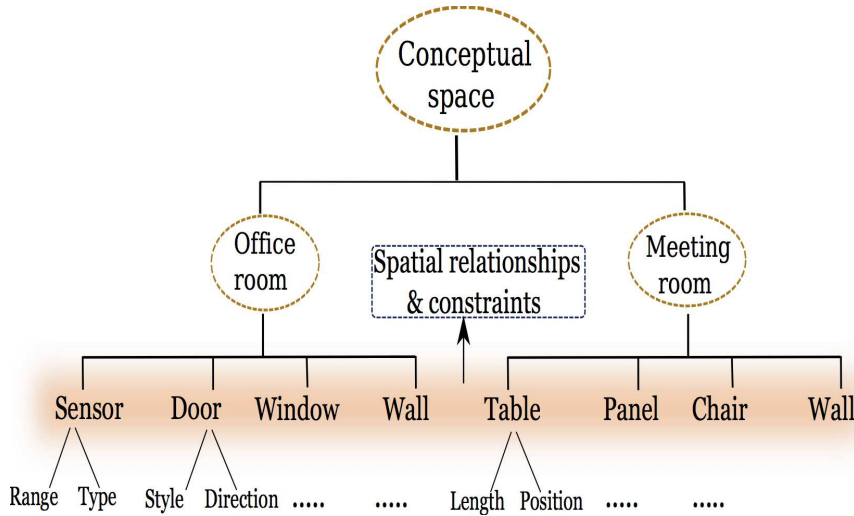 Conceptual
space
Office
room
Spatial relationships
& constraints
Meeting
room
Sensor Door Window Wall Table Panel Chair Wall
Range Type Style Direction ..... ..... Length Position ..... .....